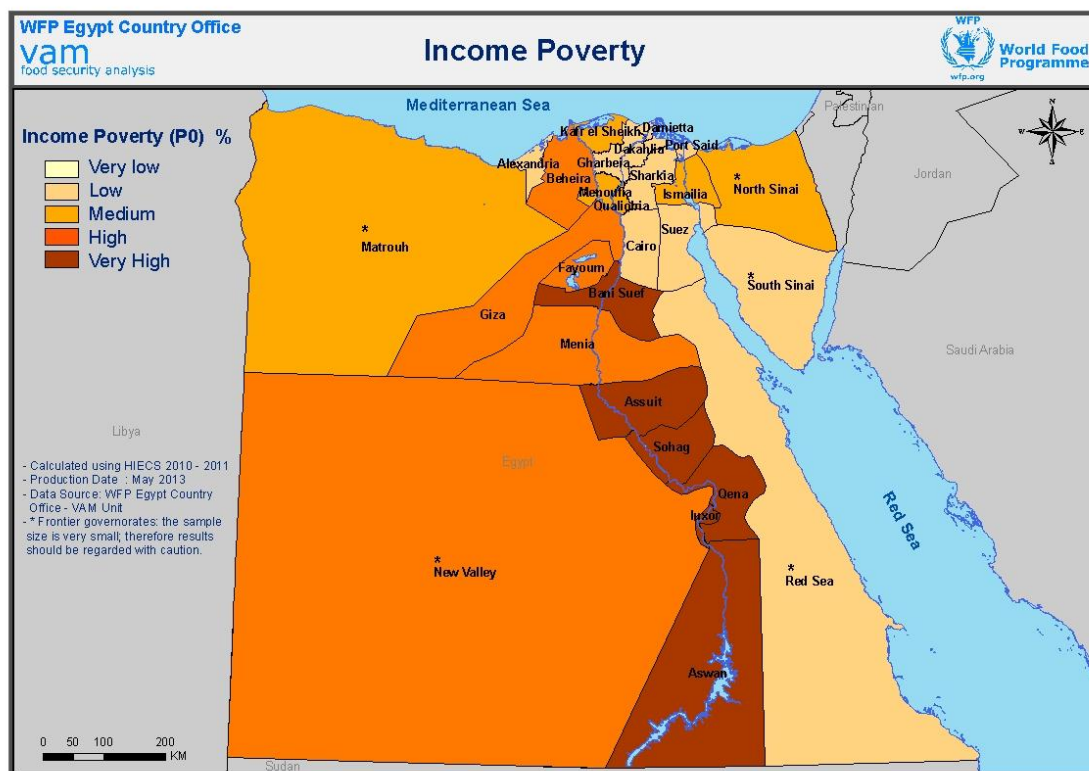 WFP Egypt Country Office
vam
food security analysis
Income Poverty
WFP
wfp.org
World Food
Programme
Mediterranean Sea
Palestinian
Income Poverty (P0) %
Very low
Low
Medium
High
Very High
N
W
E
S
Kafr el Sheikh
Damietta
Dakahlia
Port Said
Alexandria
Gharbeia
Beheira
Sharkia
Menoufia
Ismailia
*
North Sinai
Qualiobia
Jordan
*
Matrouh
Cairo
Suez
Fayoum
*
South Sinai
Bani Suef
Giza
Menia
Saudi Arabia
Assuit
Libya
Sohag
Egypt
- Calculated using HIECS 2010 - 2011
- Production Date : May 2013
- Data Source: WFP Egypt Country
Office - VAM Unit
- * Frontier governorates: the sample
size is very small; therefore results
should be regarded with caution.
Qena
luxor
Red Sea
*
New Valley
*
Red Sea
Aswan
0 50 100 200
KM
Sudan